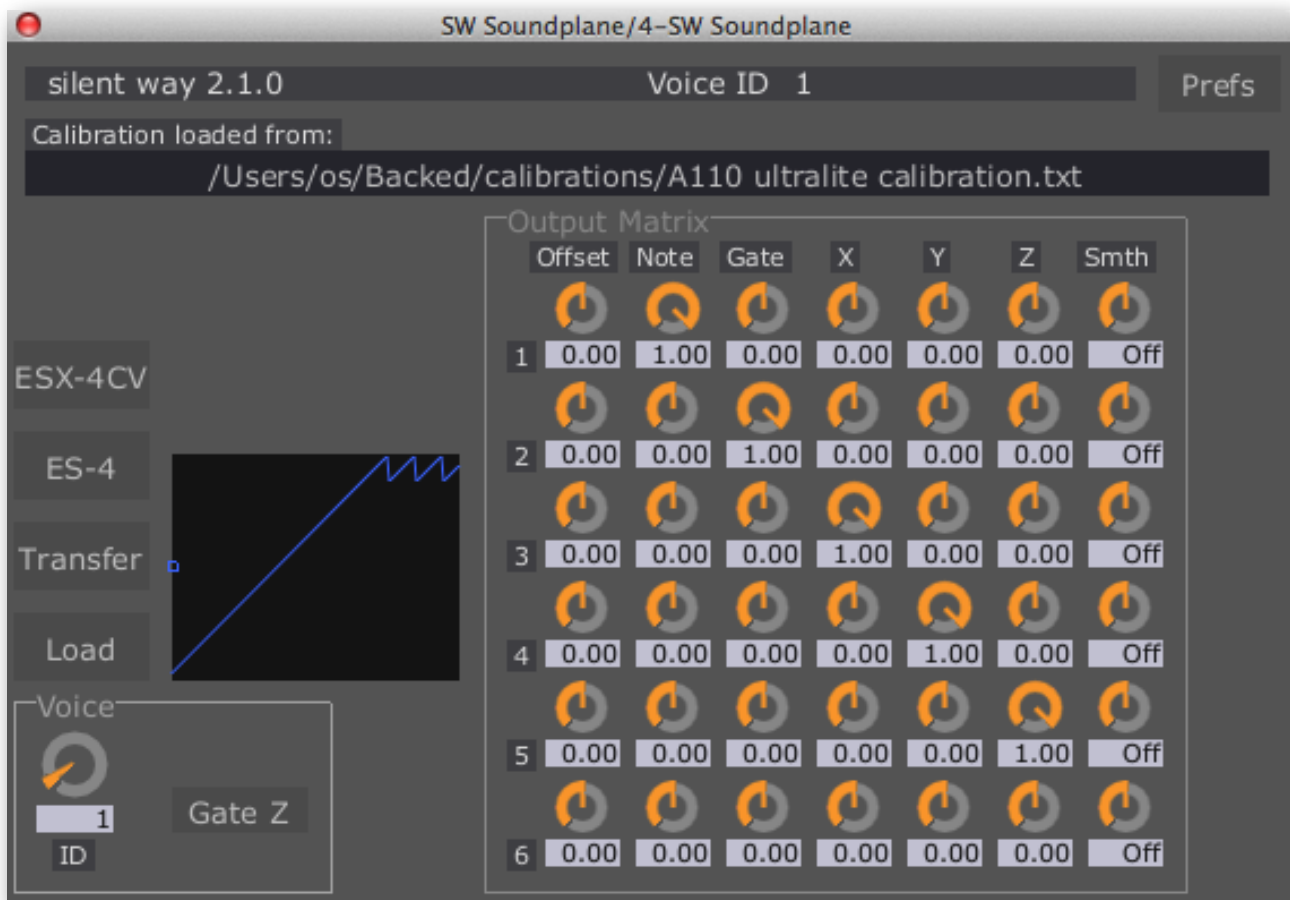 SW Soundplane/4-SW Soundplane
silent way 2.1.0 Voice ID 1 Prefs
Calibration loaded from:
/Users/os/Backed/calibrations/A110 ultralite calibration.txt
Output Matrix
Offset Note Gate X Y Z Smth
1 0.00 1.00 0.00 0.00 0.00 0.00 Off
ESX-4CV
2 0.00 0.00 1.00 0.00 0.00 0.00 Off
ES-4
3 0.00 0.00 0.00 1.00 0.00 0.00 Off
Transfer
4 0.00 0.00 0.00 0.00 1.00 0.00 Off
Load
Voice
5 0.00 0.00 0.00 0.00 0.00 1.00 Off
1 Gate Z
ID
6 0.00 0.00 0.00 0.00 0.00 0.00 Off